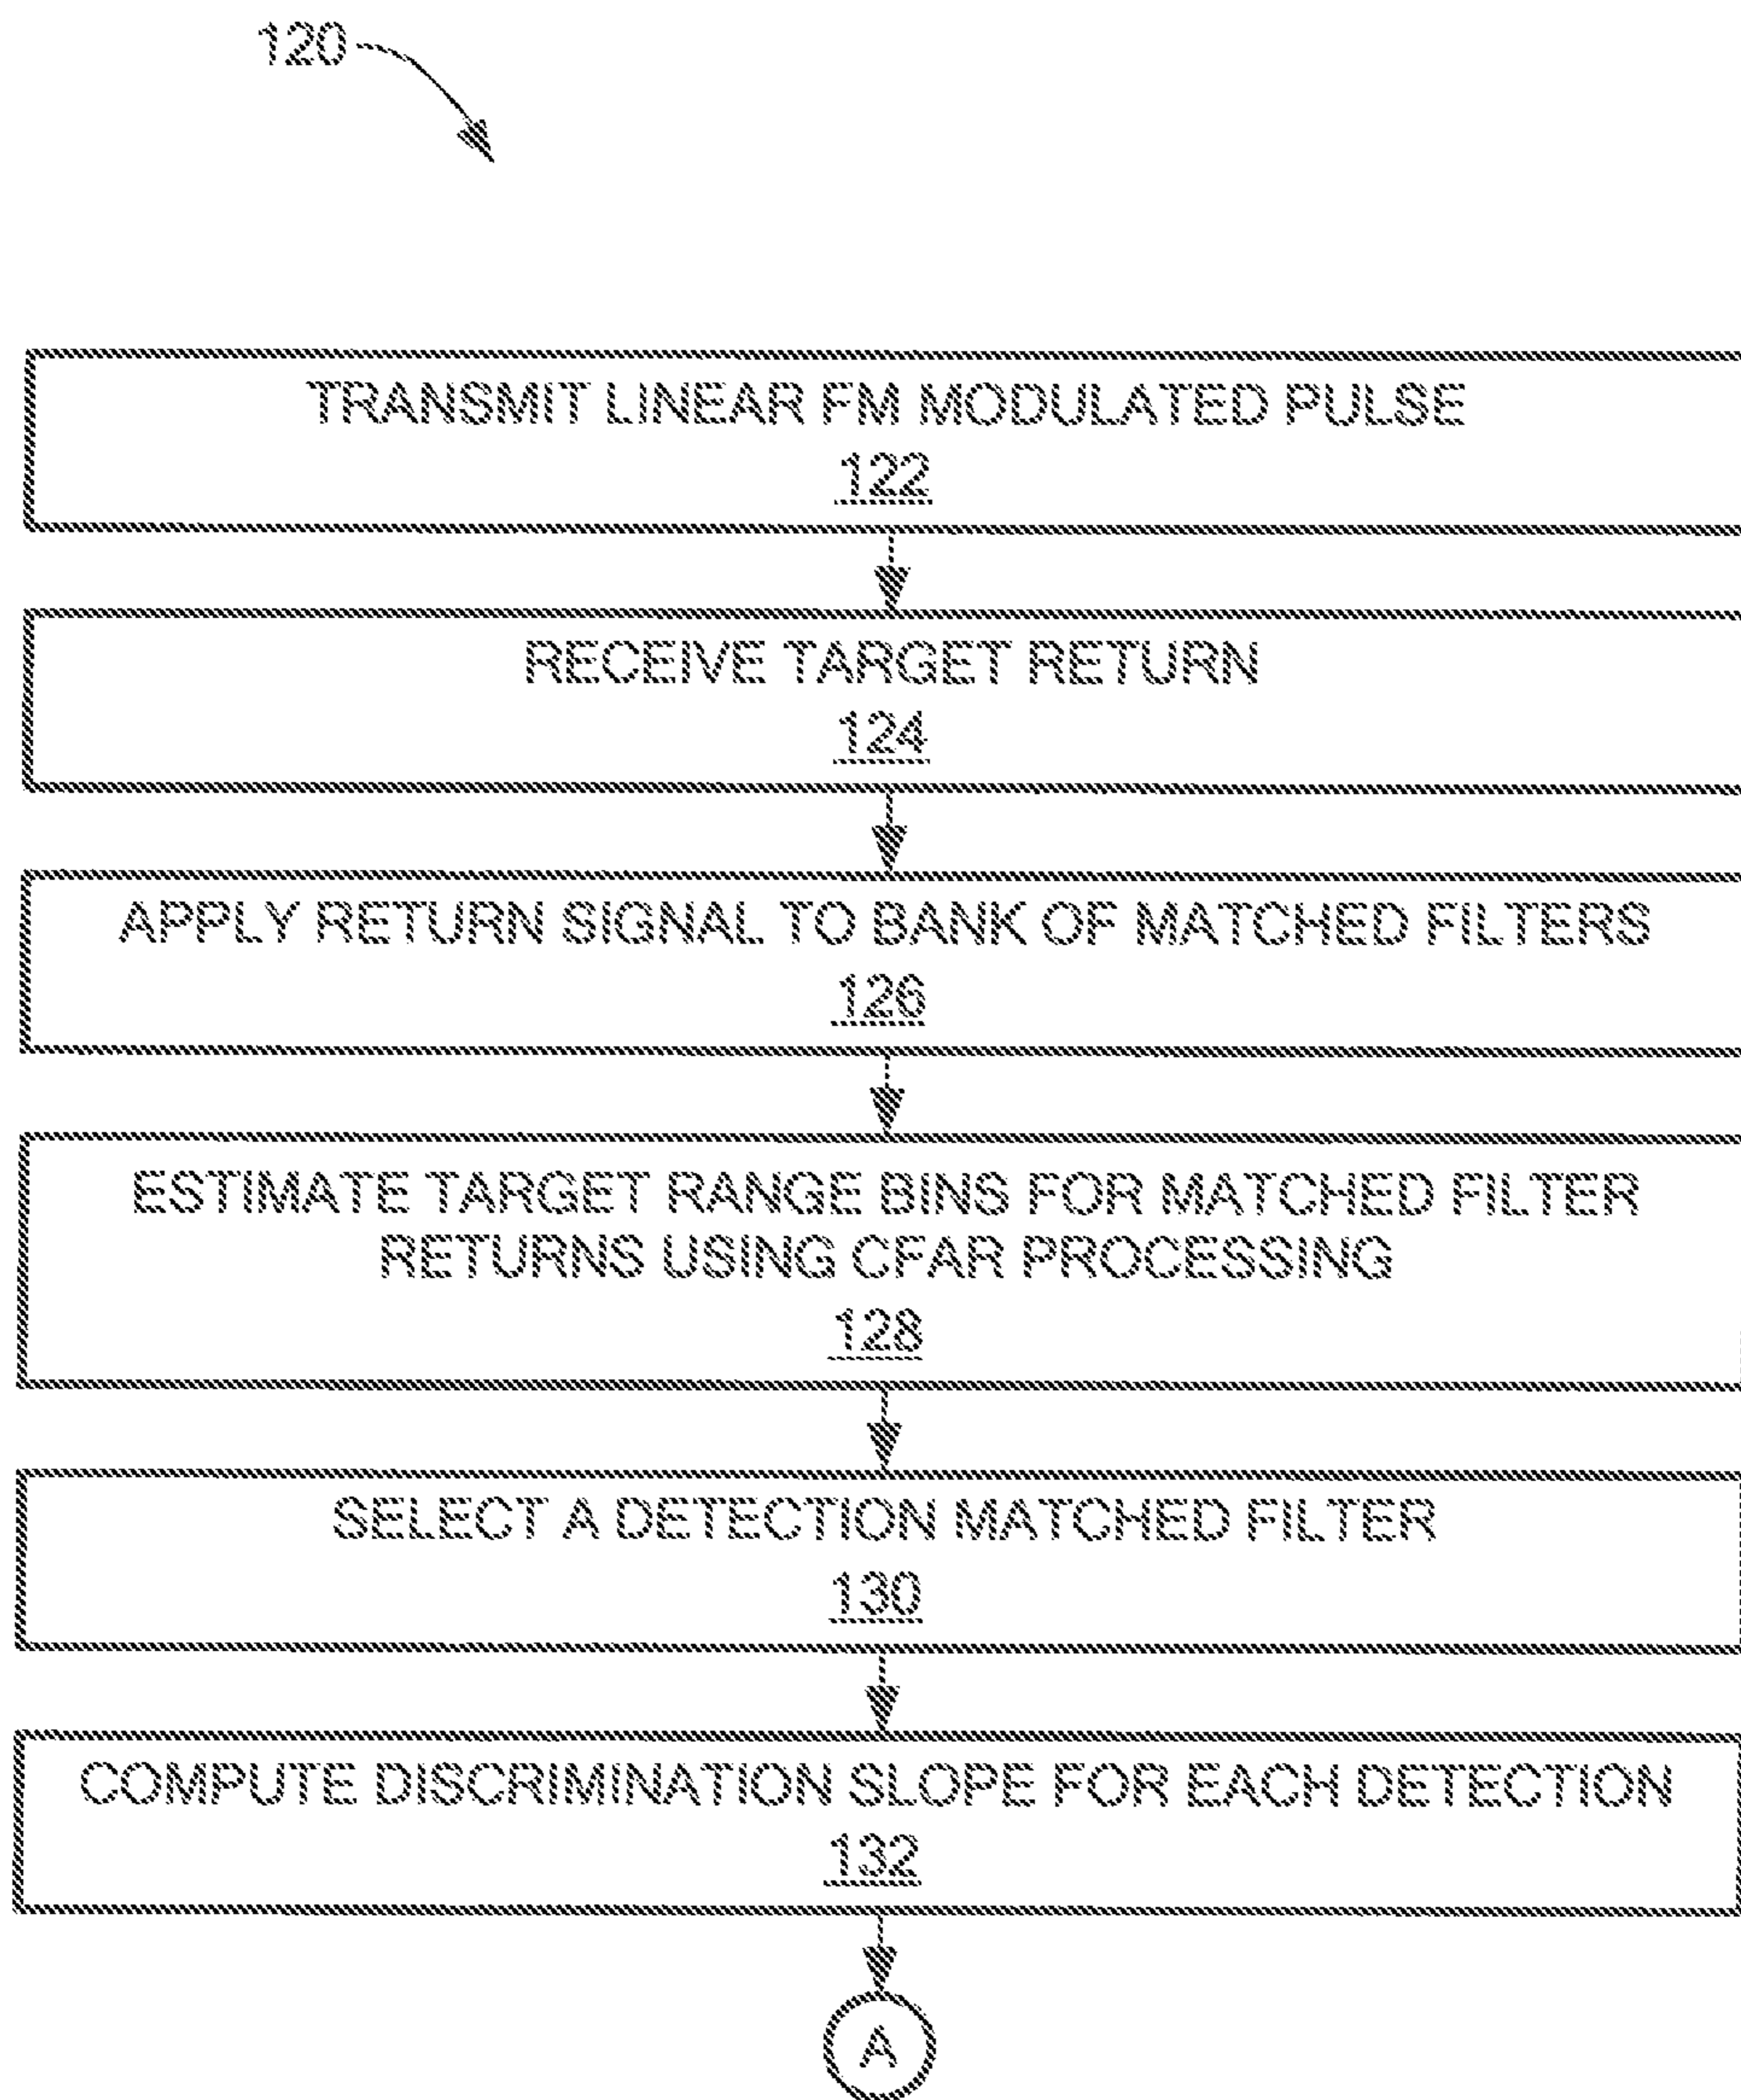 120
TRANSMIT LINEAR FM MODULATED PULSE
122
RECEIVE TARGET RETURN
124
APPLY RETURN SIGNAL TO BANK OF MATCHED FILTERS
126
ESTIMATE TARGET RANGE BINS FOR MATCHED FILTER
RETURNS USING CFAR PROCESSING
128
SELECT A DETECTION MATCHED FILTER
130
COMPUTE DISCRIMINATION SLOPE FOR EACH DETECTION
132
A